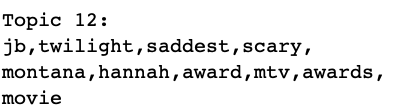 Topic 12:
jb,twilight,saddest,scary,
montana,hannah,award,mtv,awards,
movie